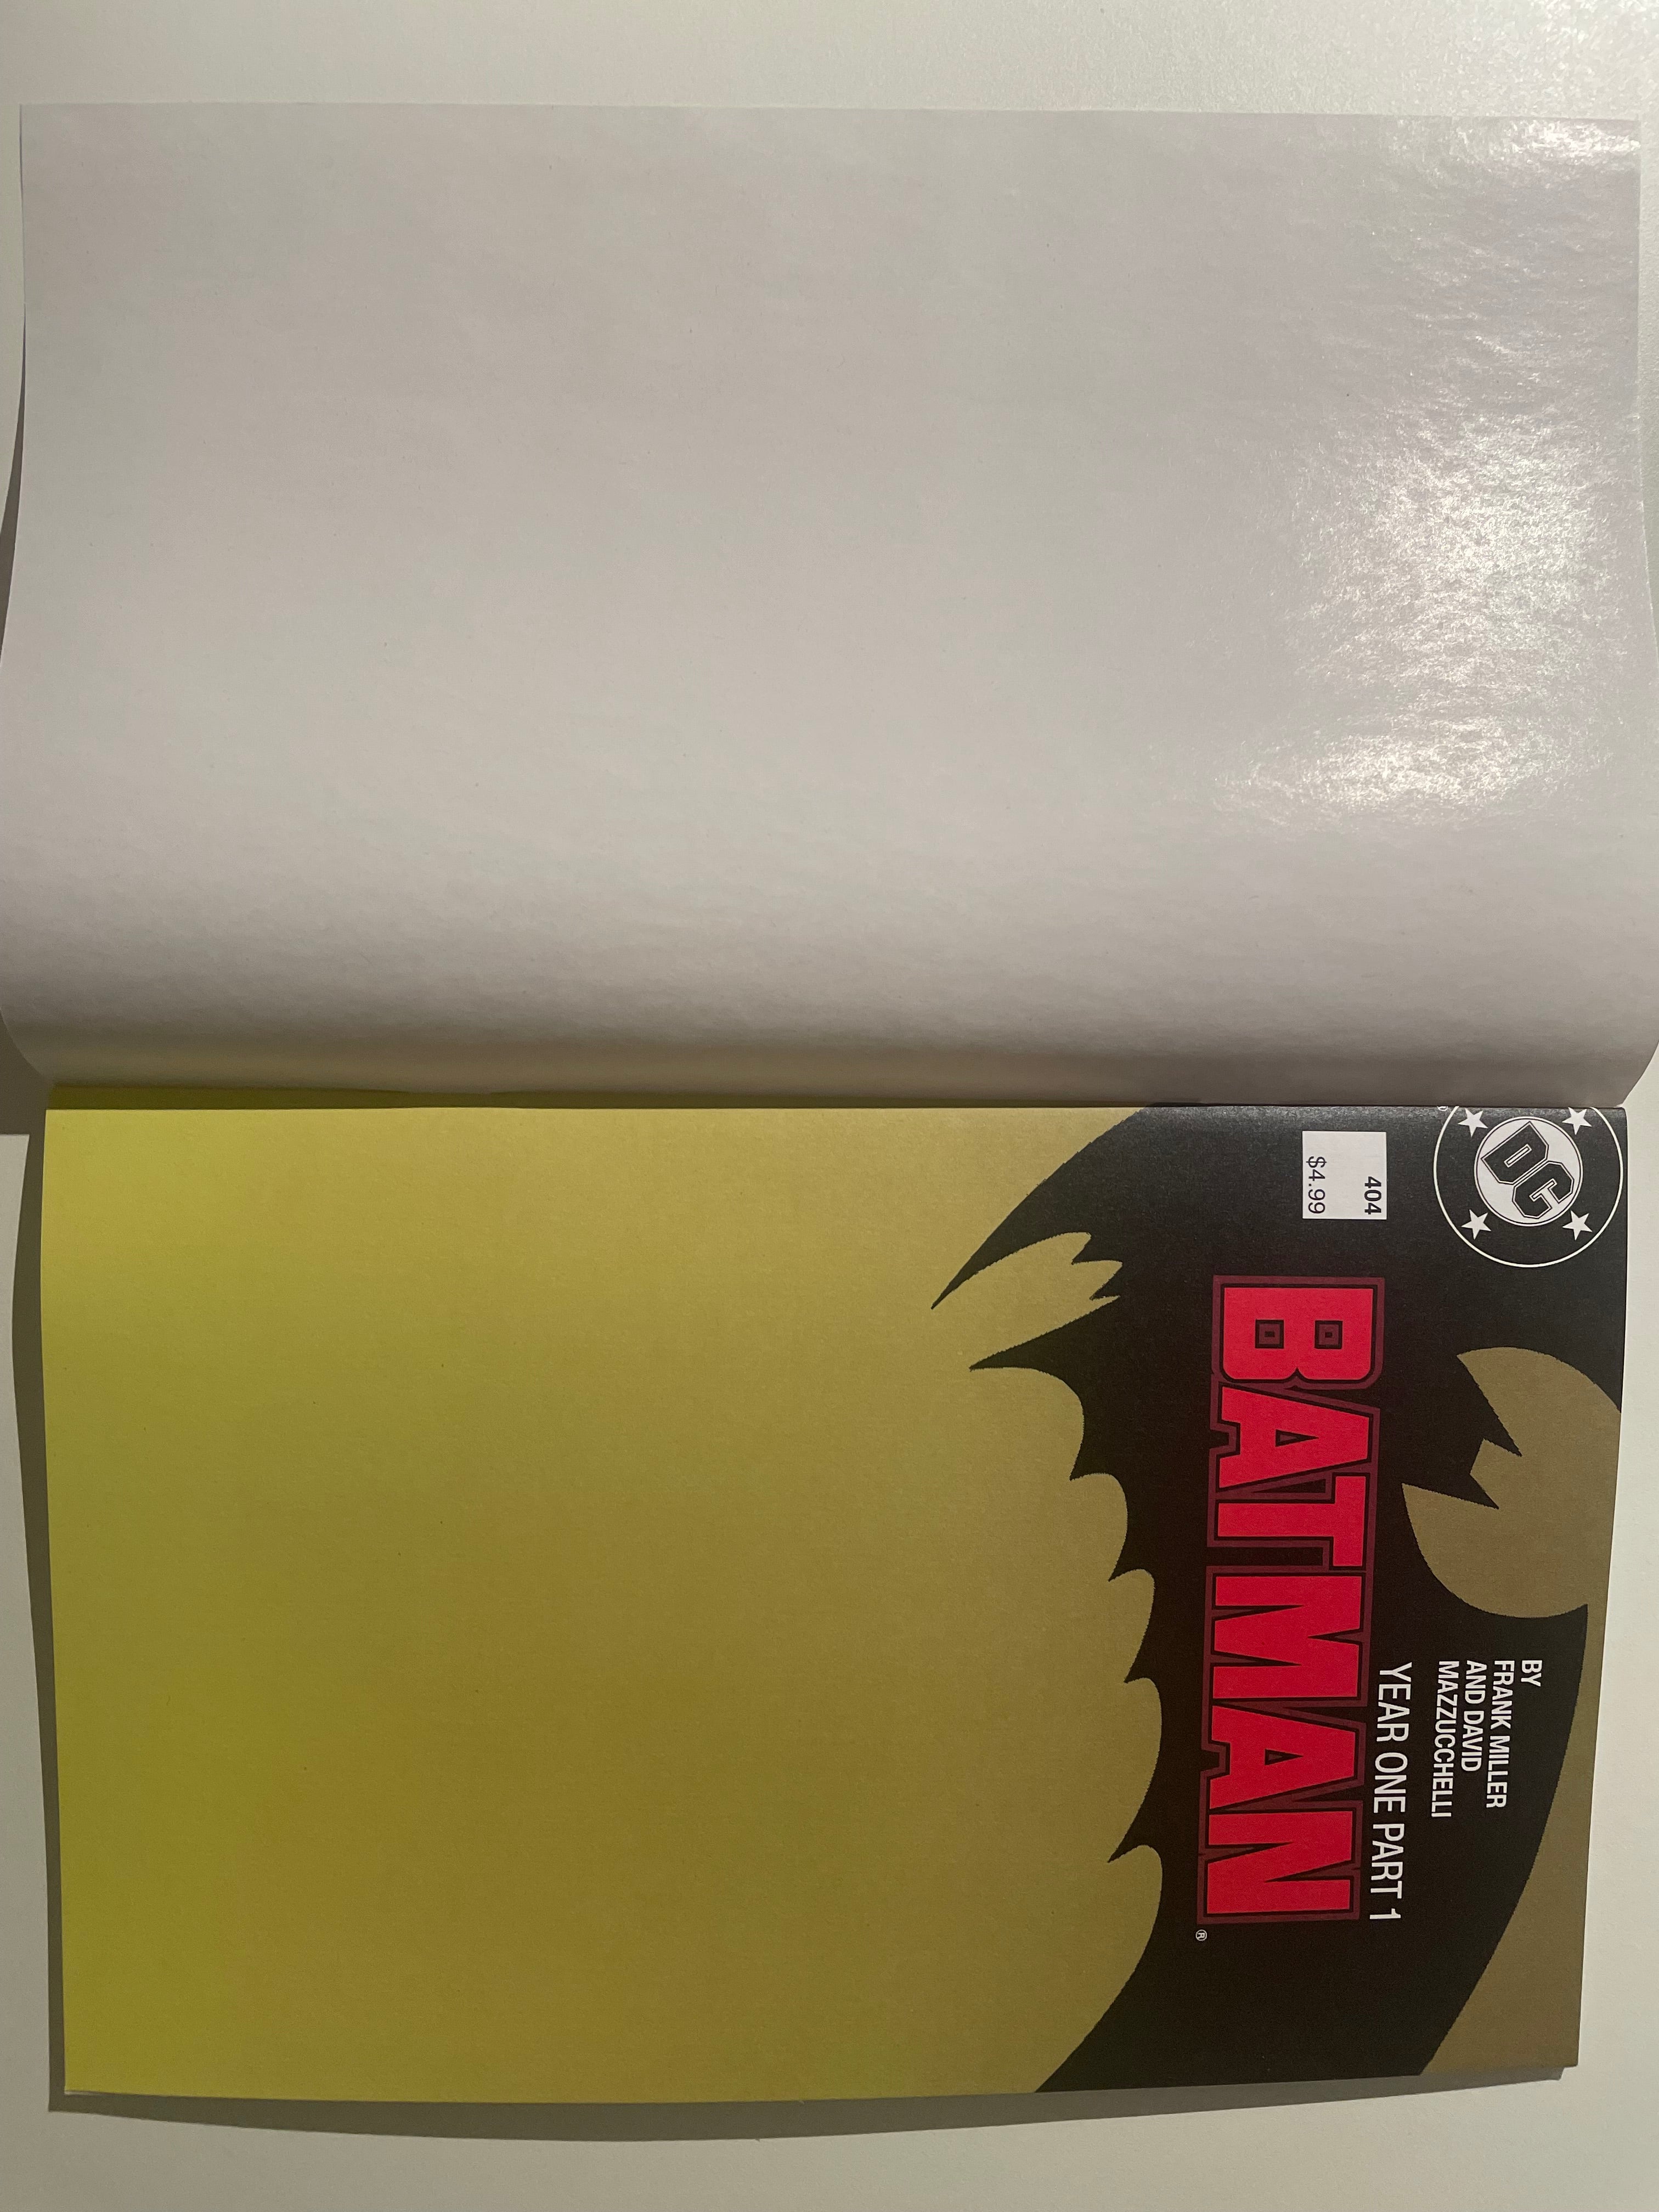 DC
404
$4.99
BY
FRANK MILLER
AND DAVID
MAZZUCCHELLI
YEAR ONE PART 1
BATMAN®